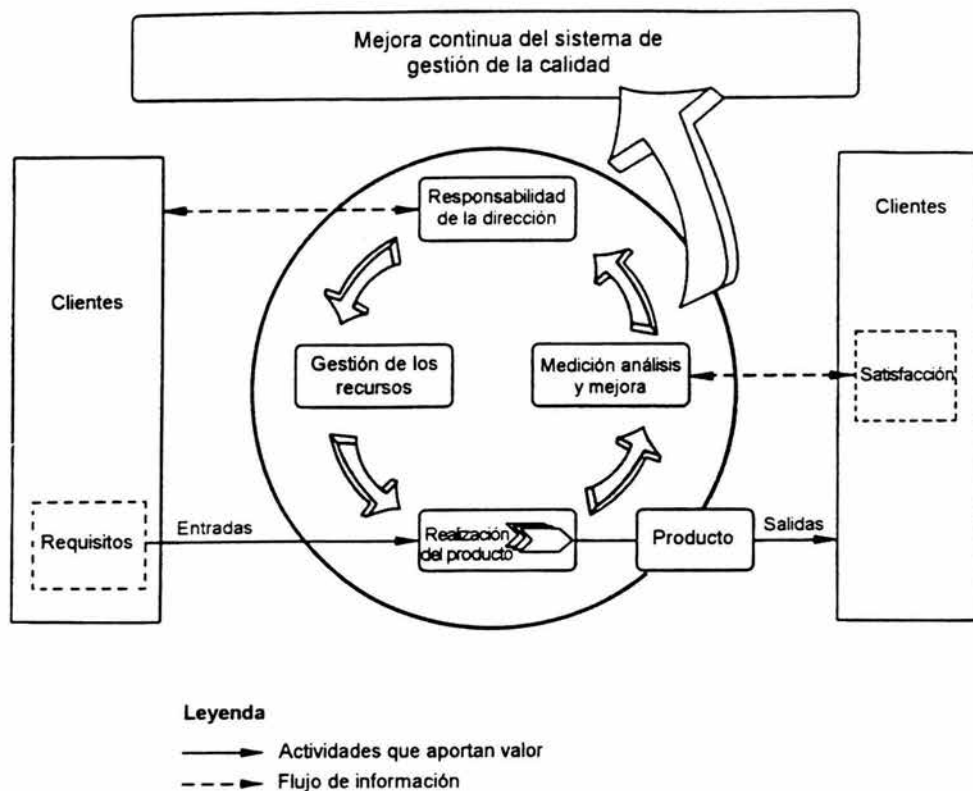 Mejora continua del sistema de
gestión de la calidad
Responsabilidad
de la dirección
Clientes
Clientes
Gestión de los
recursos
Medición análisis
y mejora
Satisfacción
Requisitos
Entradas
Realización
del producto
Producto
Salidas
Leyenda
Actividades que aportan valor
Flujo de información